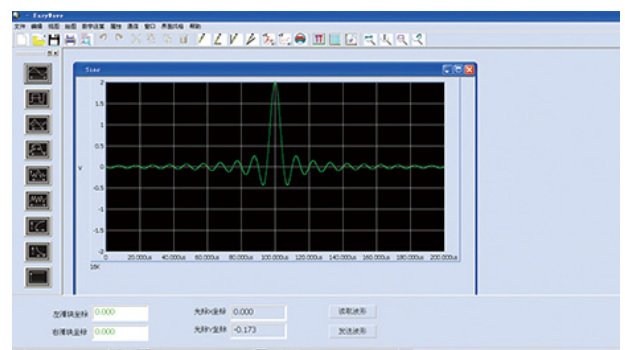 - EasyWave
文件 编辑 视图 绘图 数学设置 属性 通信 窗口 界面风格 帮助
Sinc
2
1.5
1
0.5
V
0
-0.5
-1
-1.5
-2
0 20.000us 40.000us 60.000us 80.000us 100.000us 120.000us 140.000us 160.000us 180.000us 200.000us
16K
左滑块坐标 0.000 光标X坐标 0.000 读取波形
右滑块坐标 0.000 光标Y坐标 -0.173 发送波形